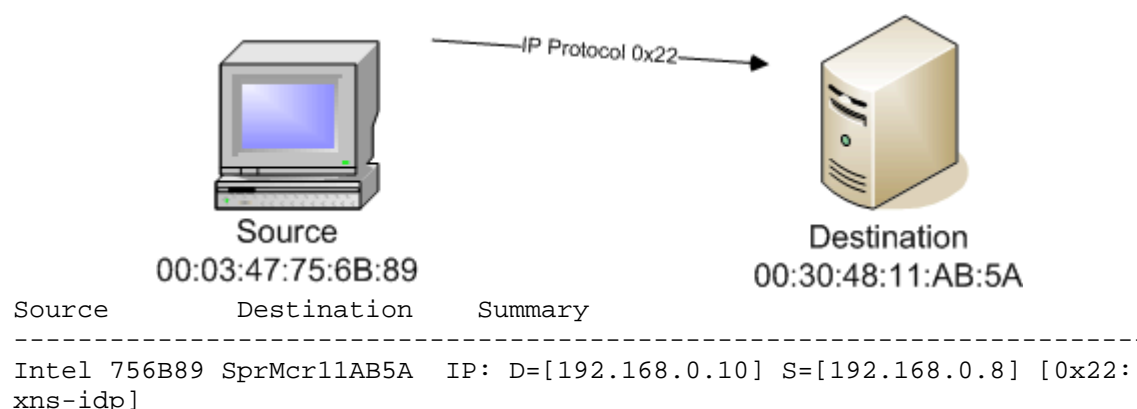 IP Protocol 0x22
Source
Destination
00:03:47:75:6B:89
00:30:48:11:AB:5A
Source Destination Summary
--------------------------------------------------------------------------------
Intel 756B89 SprMcr11AB5A IP: D=[192.168.0.10] S=[192.168.0.8] [0x22:
xns-idp]